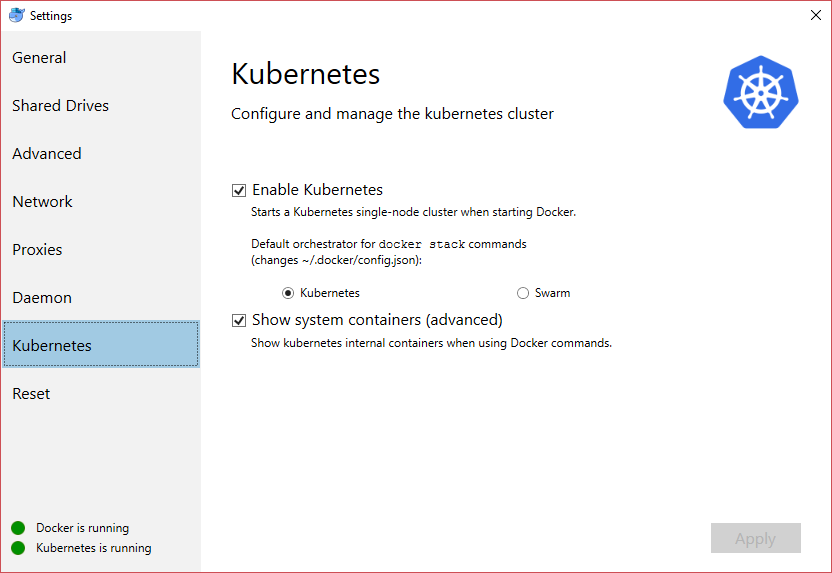 Settings
General
Shared Drives
Advanced
Network
Proxies
Daemon
Kubernetes
Reset
Docker is running
Kubernetes is running
Kubernetes
Configure and manage the kubernetes cluster
Enable Kubernetes
Starts a Kubernetes single-node cluster when starting Docker.
Default orchestrator for docker stack commands
(changes ~/.docker/config.json):
Kubernetes
Swarm
Show system containers (advanced)
Show kubernetes internal containers when using Docker commands.
Apply